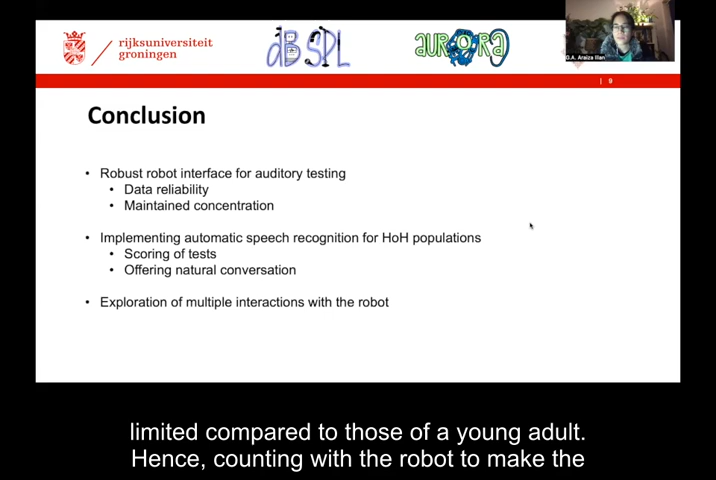 rijksuniversiteit
groningen
dB SPL
AURORA
G.A. Araiza Illan
| 9
Conclusion
• Robust robot interface for auditory testing
• Data reliability
• Maintained concentration
• Implementing automatic speech recognition for HoH populations
• Scoring of tests
• Offering natural conversation
• Exploration of multiple interactions with the robot
limited compared to those of a young adult.
Hence, counting with the robot to make the